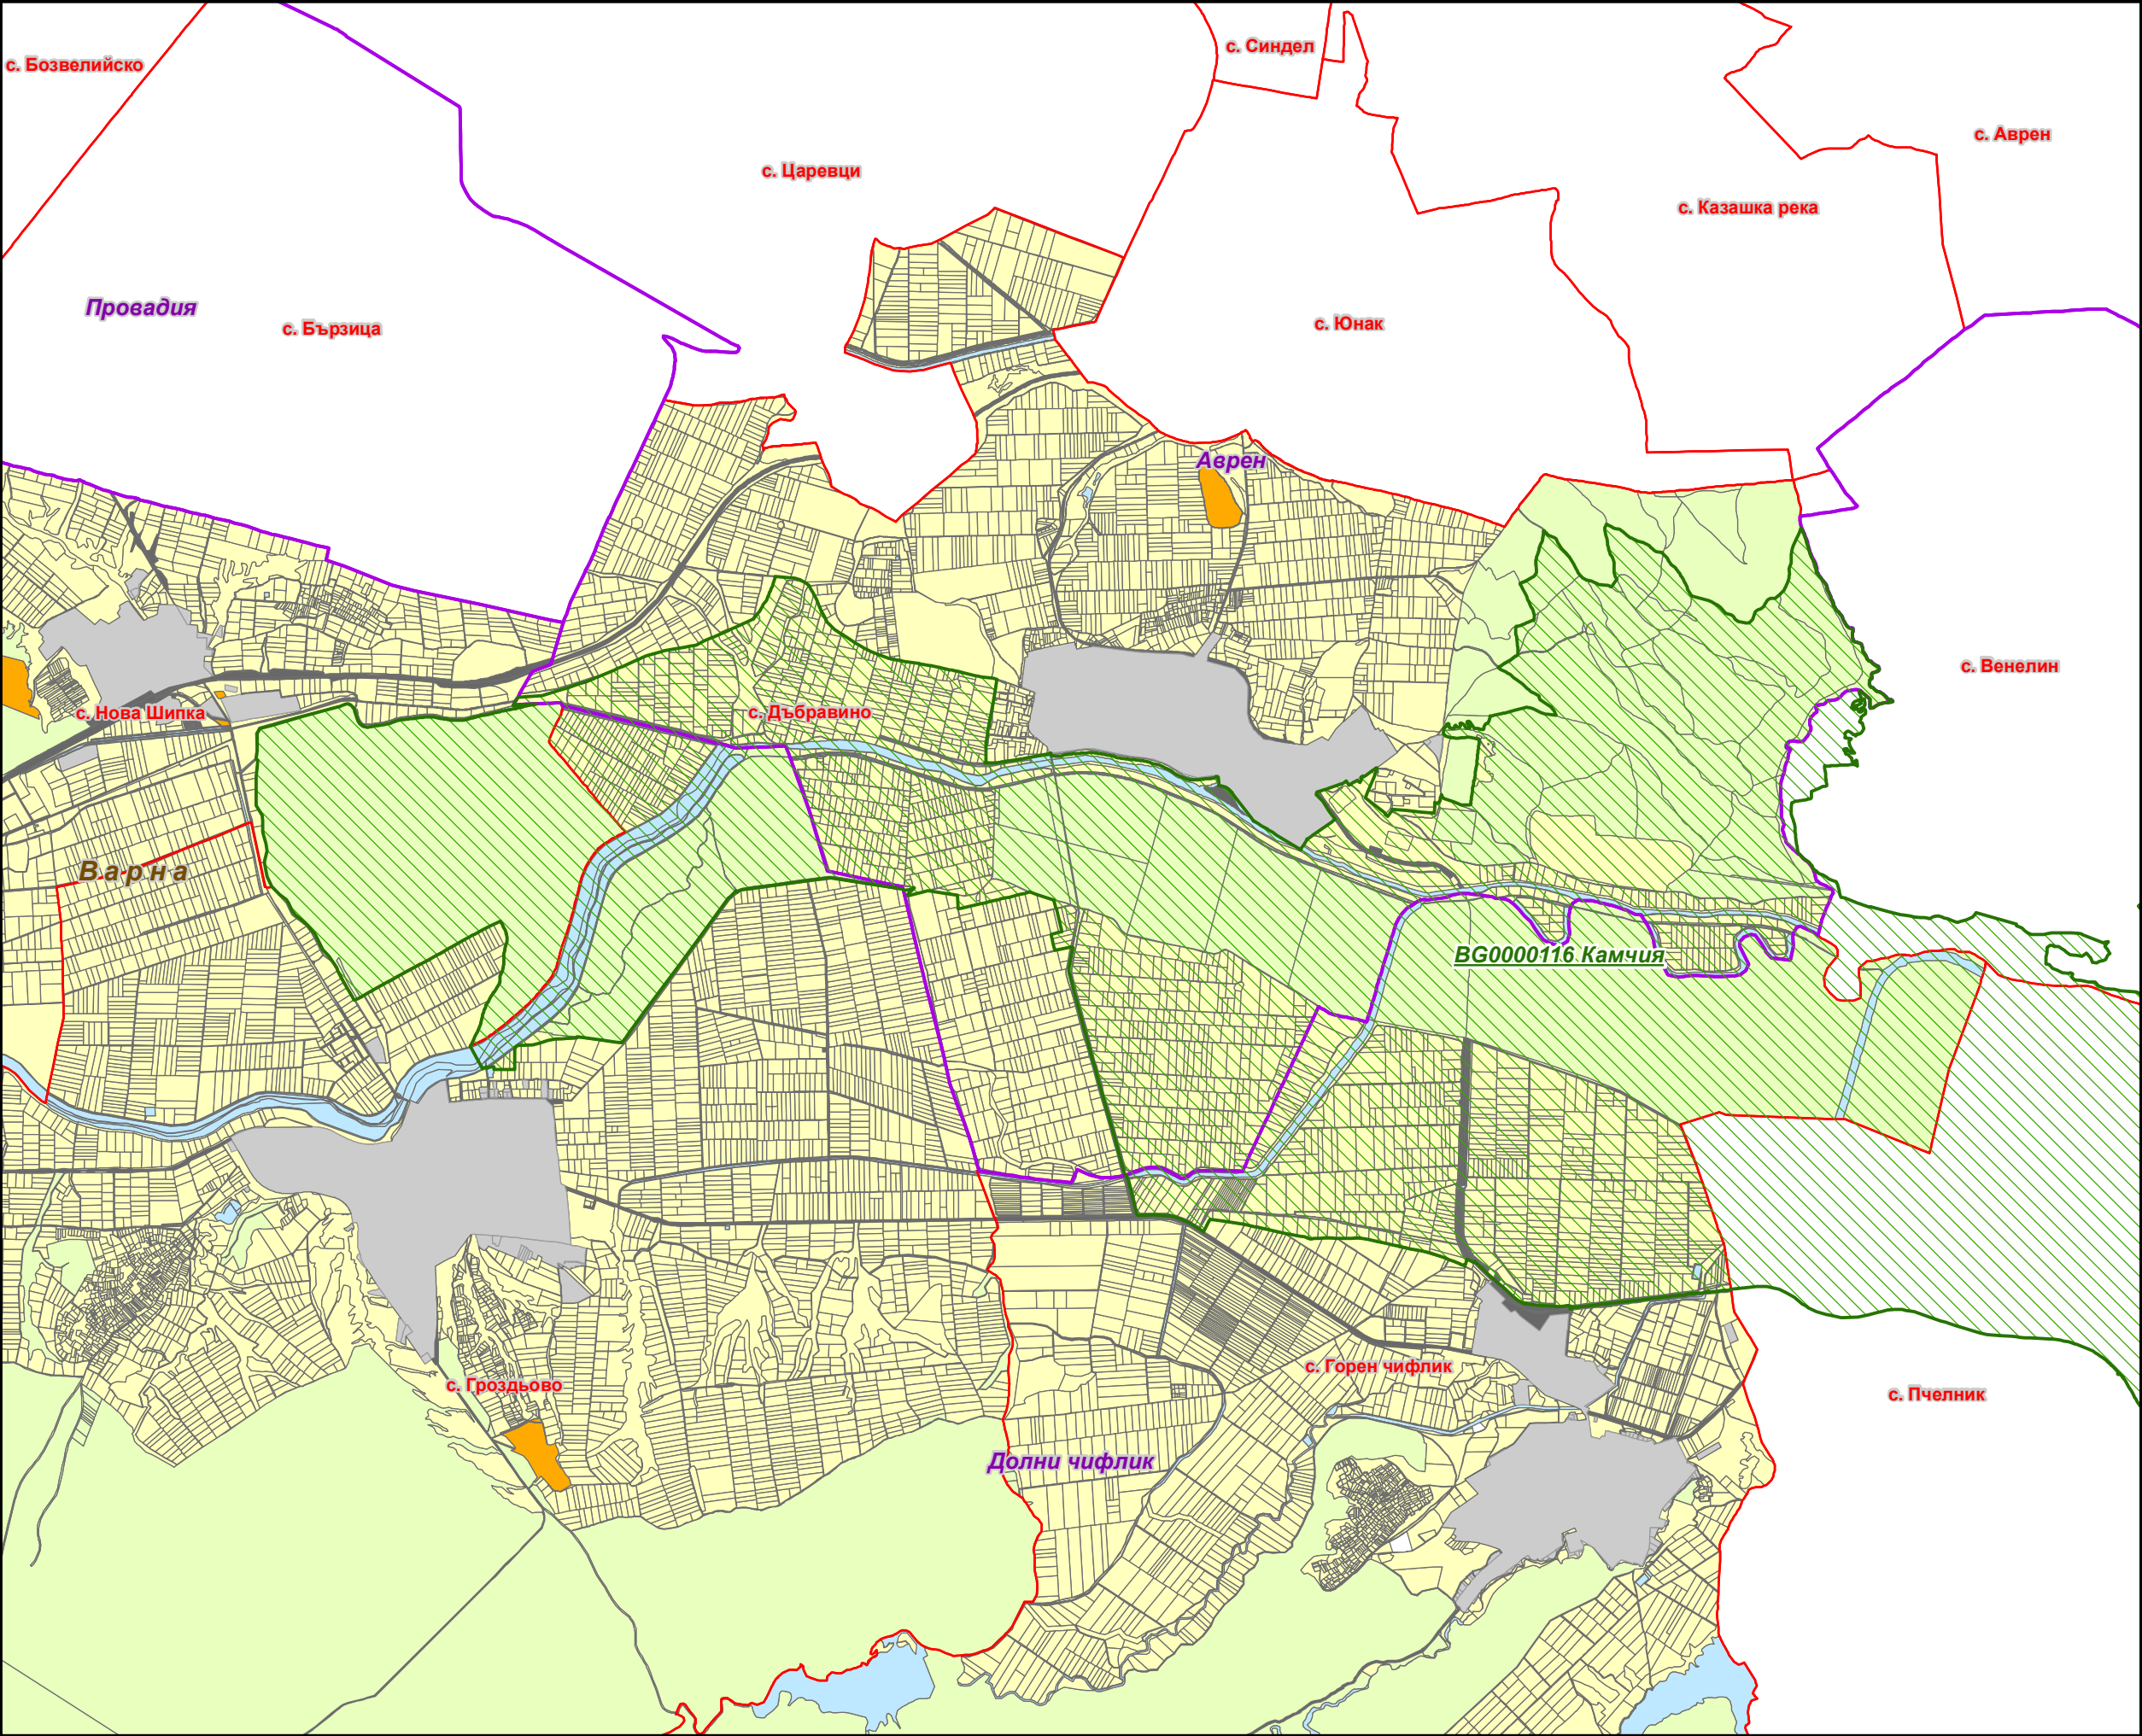 с. Синдел
с. Бозвелийско
с. Аврен
с. Царевци
с. Казашка река
Провадия
с. Бързица
с. Юнак
Аврен
с. Венелин
с. Нова Шипка
с. Дъбравино
Варна
BG0000116 Камчия
с. Горен чифлик
с. Гроздьово
с. Пчелник
Долни чифлик